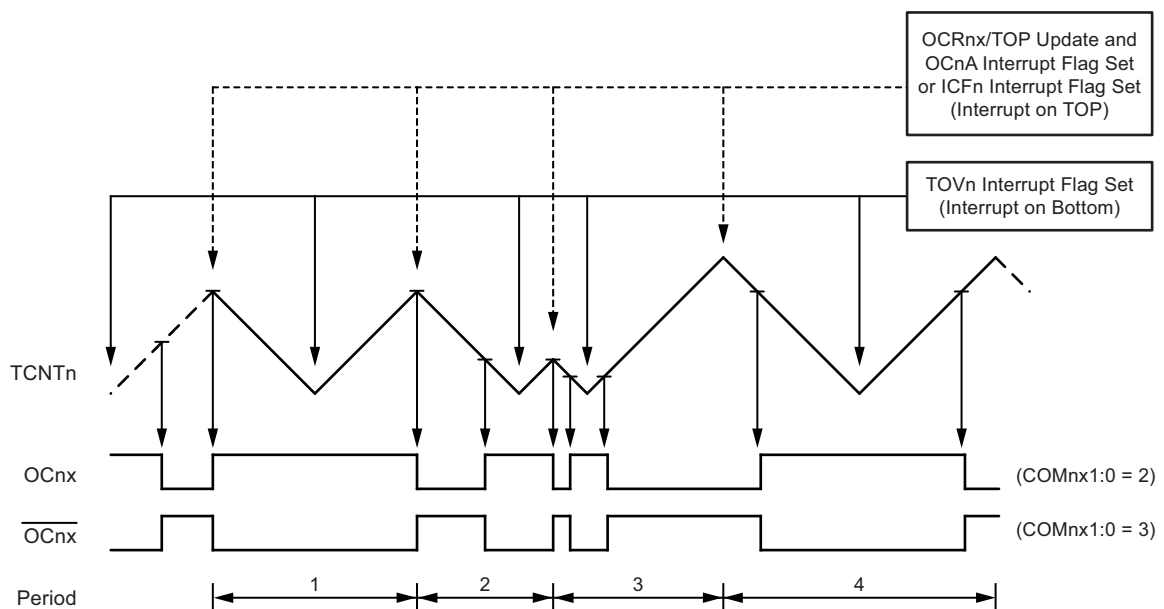 OCRnx/TOP Update and
OCnA Interrupt Flag Set
or ICFn Interrupt Flag Set
(Interrupt on TOP)
TOVn Interrupt Flag Set
(Interrupt on Bottom)
TCNTn
OCnx
(COMnx1:0 = 2)
OCnx
(COMnx1:0 = 3)
Period
1
2
3
4